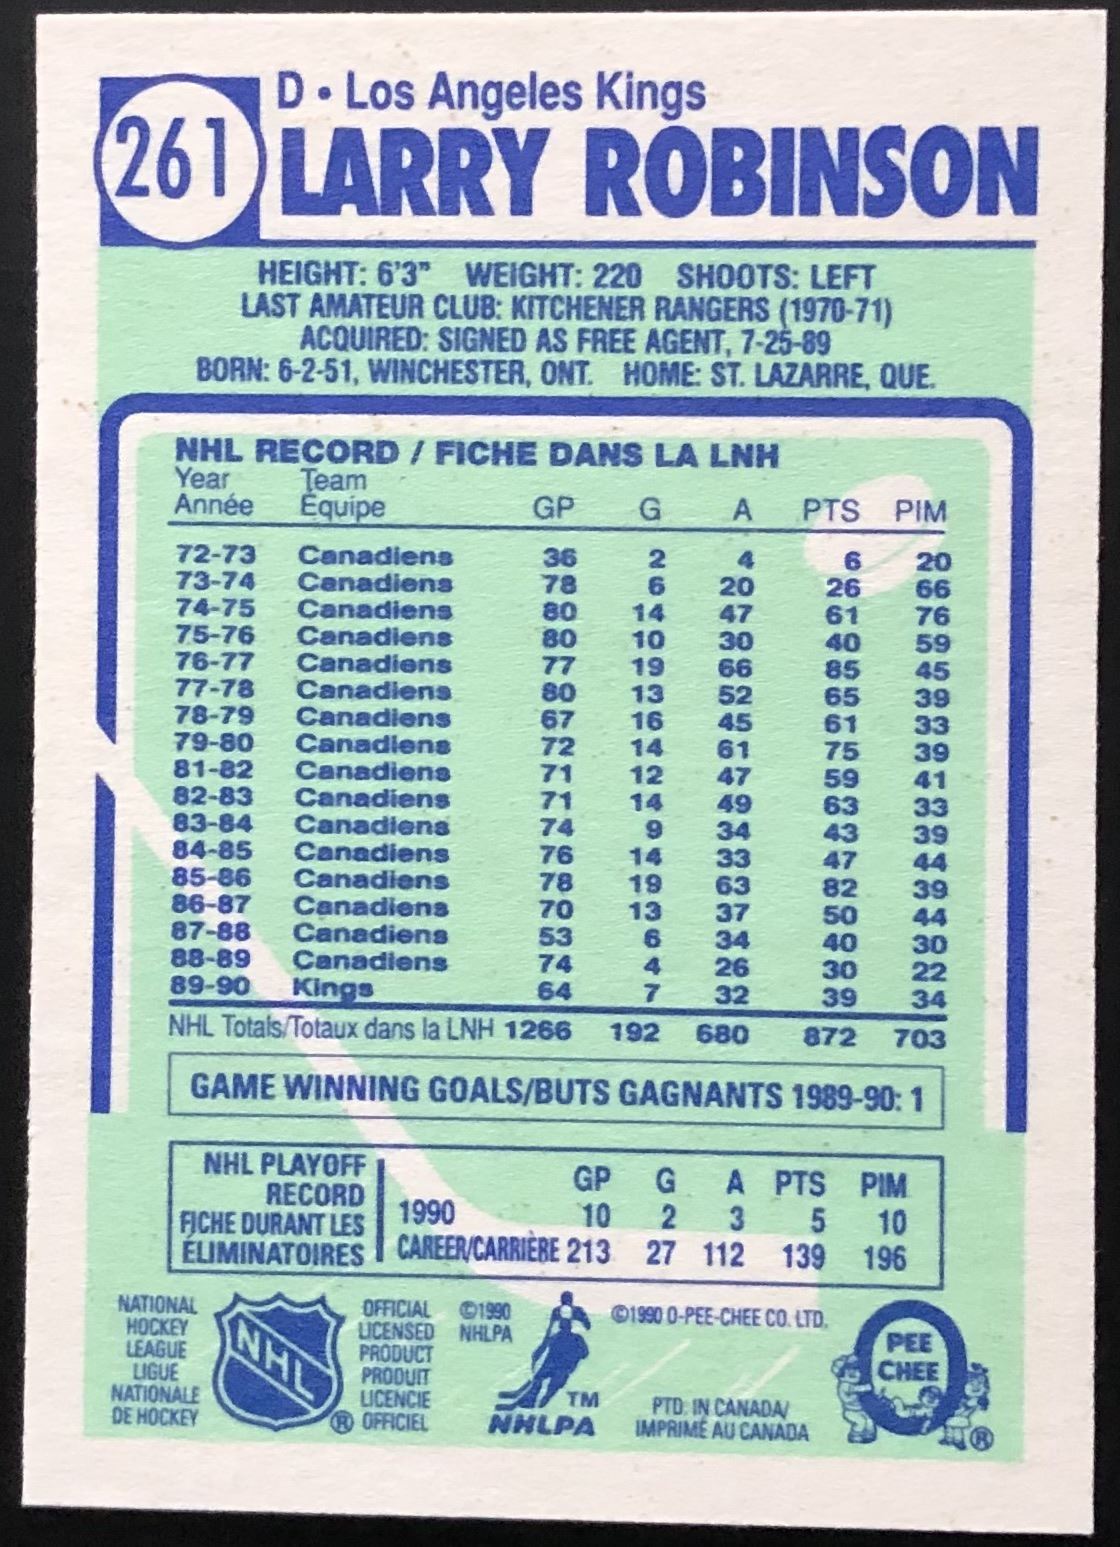 261
D • Los Angeles Kings
LARRY ROBINSON
HEIGHT: 6'3" WEIGHT: 220 SHOOTS: LEFT
LAST AMATEUR CLUB: KITCHENER RANGERS (1970-71)
ACQUIRED: SIGNED AS FREE AGENT, 7-25-89
BORN: 6-2-51, WINCHESTER, ONT. HOME: ST. LAZARRE, QUE.
NHL RECORD / FICHE DANS LA LNH
Year Team
Année Équipe GP G A PTS PIM
72-73 Canadiens 36 2 4 6 20
73-74 Canadiens 78 6 20 26 66
74-75 Canadiens 80 14 47 61 76
75-76 Canadiens 80 10 30 40 59
76-77 Canadiens 77 19 66 85 45
77-78 Canadiens 80 13 52 65 39
78-79 Canadiens 67 16 45 61 33
79-80 Canadiens 72 14 61 75 39
81-82 Canadiens 71 12 47 59 41
82-83 Canadiens 71 14 49 63 33
83-84 Canadiens 74 9 34 43 39
84-85 Canadiens 76 14 33 47 44
85-86 Canadiens 78 19 63 82 39
86-87 Canadiens 70 13 37 50 44
87-88 Canadiens 53 6 34 40 30
88-89 Canadiens 74 4 26 30 22
89-90 Kings 64 7 32 39 34
NHL Totals/Totaux dans la LNH 1266 192 680 872 703
GAME WINNING GOALS/BUTS GAGNANTS 1989-90: 1
NHL PLAYOFF
RECORD
FICHE DURANT LES
ÉLIMINATOIRES
GP G A PTS PIM
1990 10 2 3 5 10
CAREER/CARRIÈRE 213 27 112 139 196
NATIONAL
HOCKEY
LEAGUE
LIGUE
NATIONALE
DE HOCKEY
NHL
®
OFFICIAL
LICENSED
PRODUCT
PRODUIT
LICENCIE
OFFICIEL
©1990
NHLPA
TM
NHLPA
©1990 O-PEE-CHEE CO. LTD.
PTD. IN CANADA/
IMPRIMÉ AU CANADA
O
PEE
CHEE
®